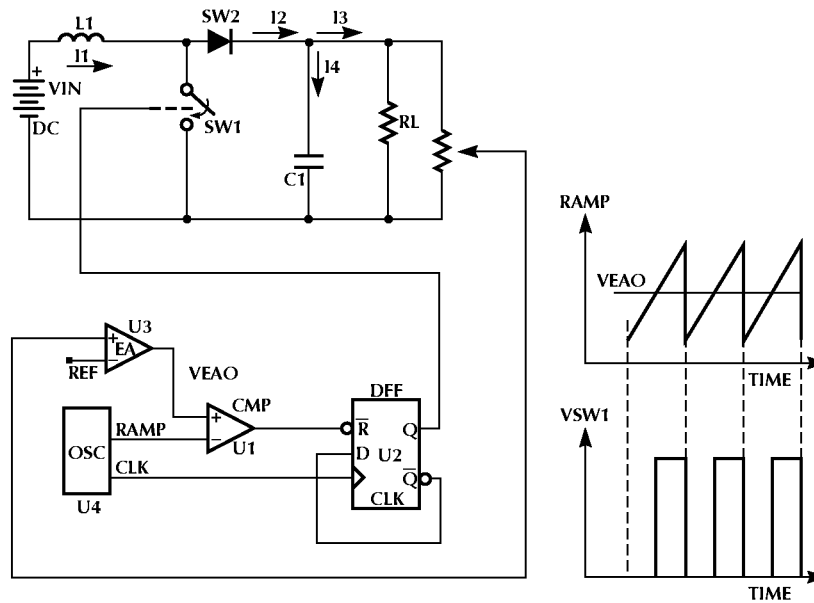 L1
SW2
I2
I3
I1
I4
+
VIN
DC
SW1
RL
C1
RAMP
VEAO
TIME
U3
+
EA
−
REF
VEAO
DFF
CMP
+
−
U1
R
Q
D
U2
Q
CLK
OSC
RAMP
CLK
U4
VSW1
TIME